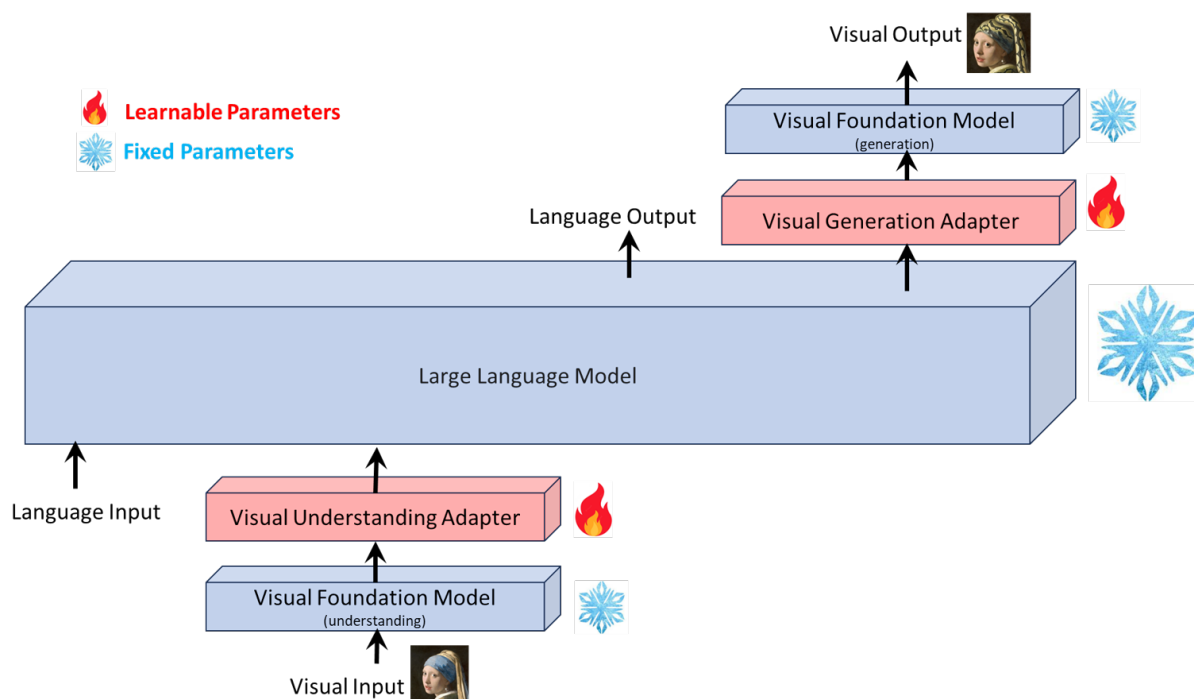 Visual Output
Learnable Parameters
Fixed Parameters
Visual Foundation Model
(generation)
Visual Generation Adapter
Language Output
Large Language Model
Language Input
Visual Understanding Adapter
Visual Foundation Model
(understanding)
Visual Input